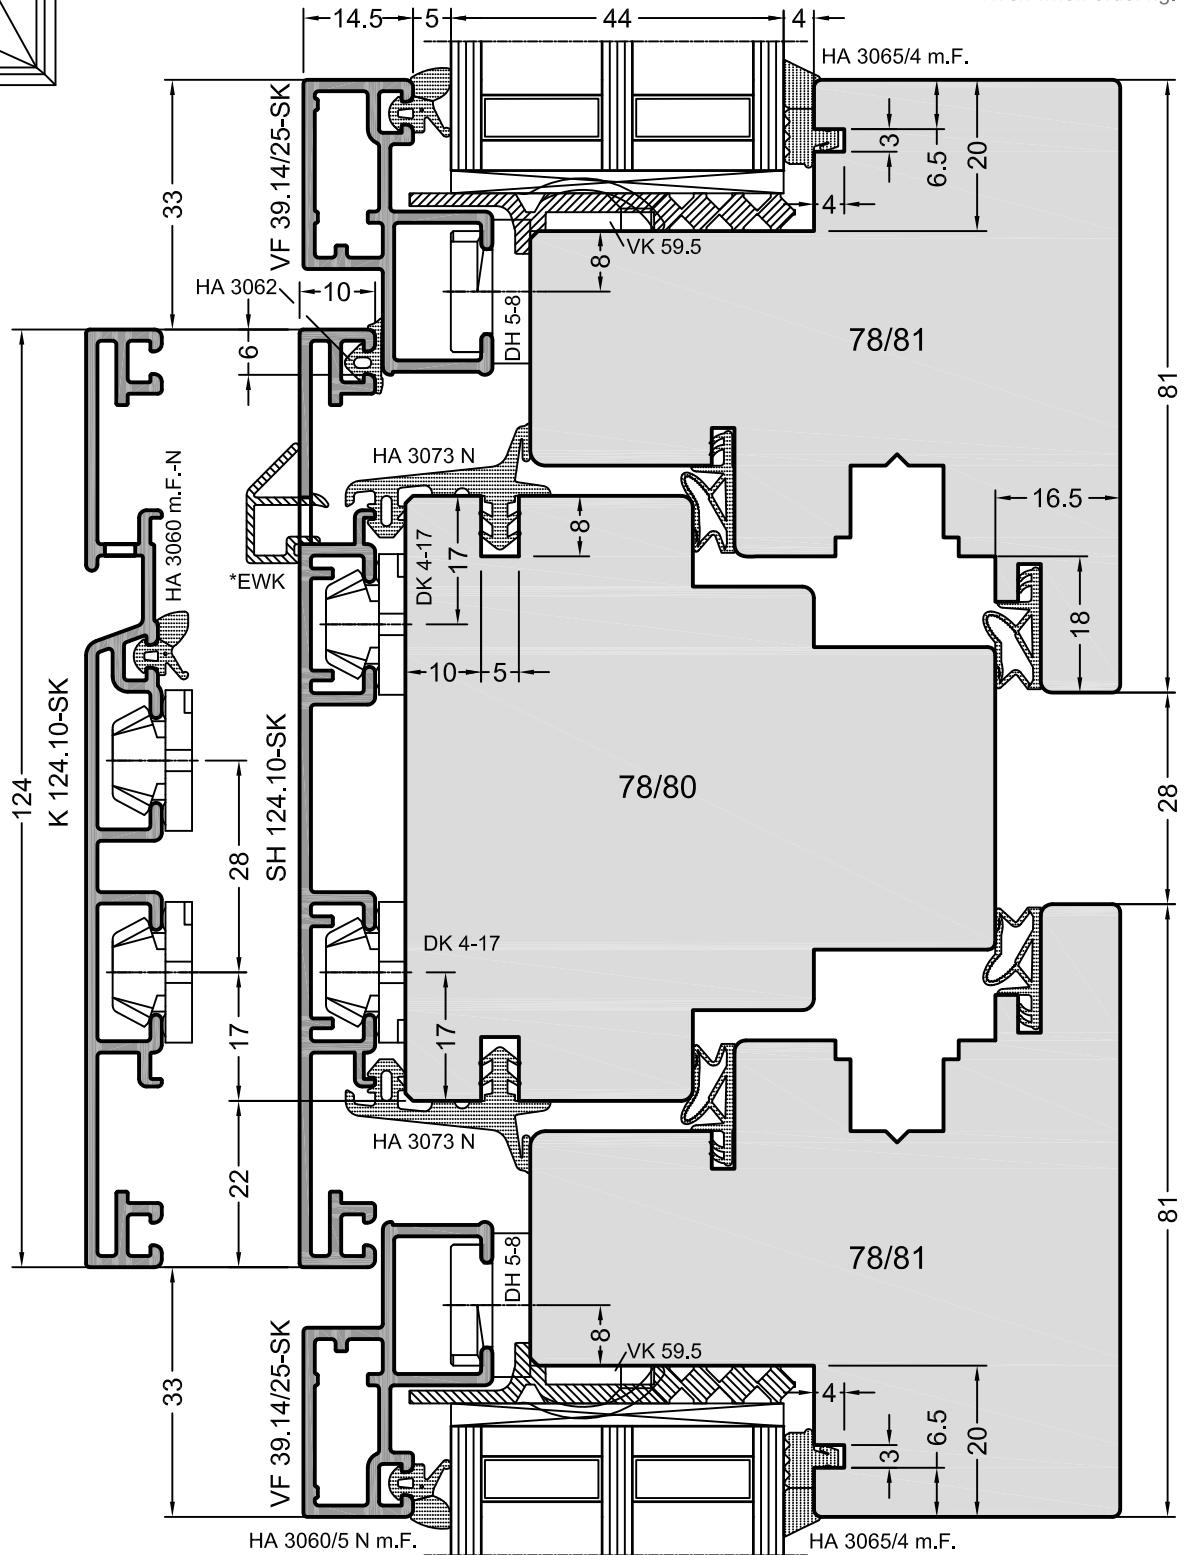 14.5
5
44
4
HA 3065/4 m.F.
VF 39.14/25-SK
33
3
6.5
20
4
VK 59.5
8
HA 3062
10
DH 5-8
78/81
6
81
HA 3073 N
HA 3060 m.F.-N
16.5
8
DK 4-17
17
*EWK
18
10
5
K 124.10-SK
SH 124.10-SK
124
78/80
28
28
DK 4-17
17
17
HA 3073 N
22
81
78/81
DH 5-8
8
VK 59.5
VF 39.14/25-SK
33
4
3
6.5
20
HA 3060/5 N m.F.
HA 3065/4 m.F.